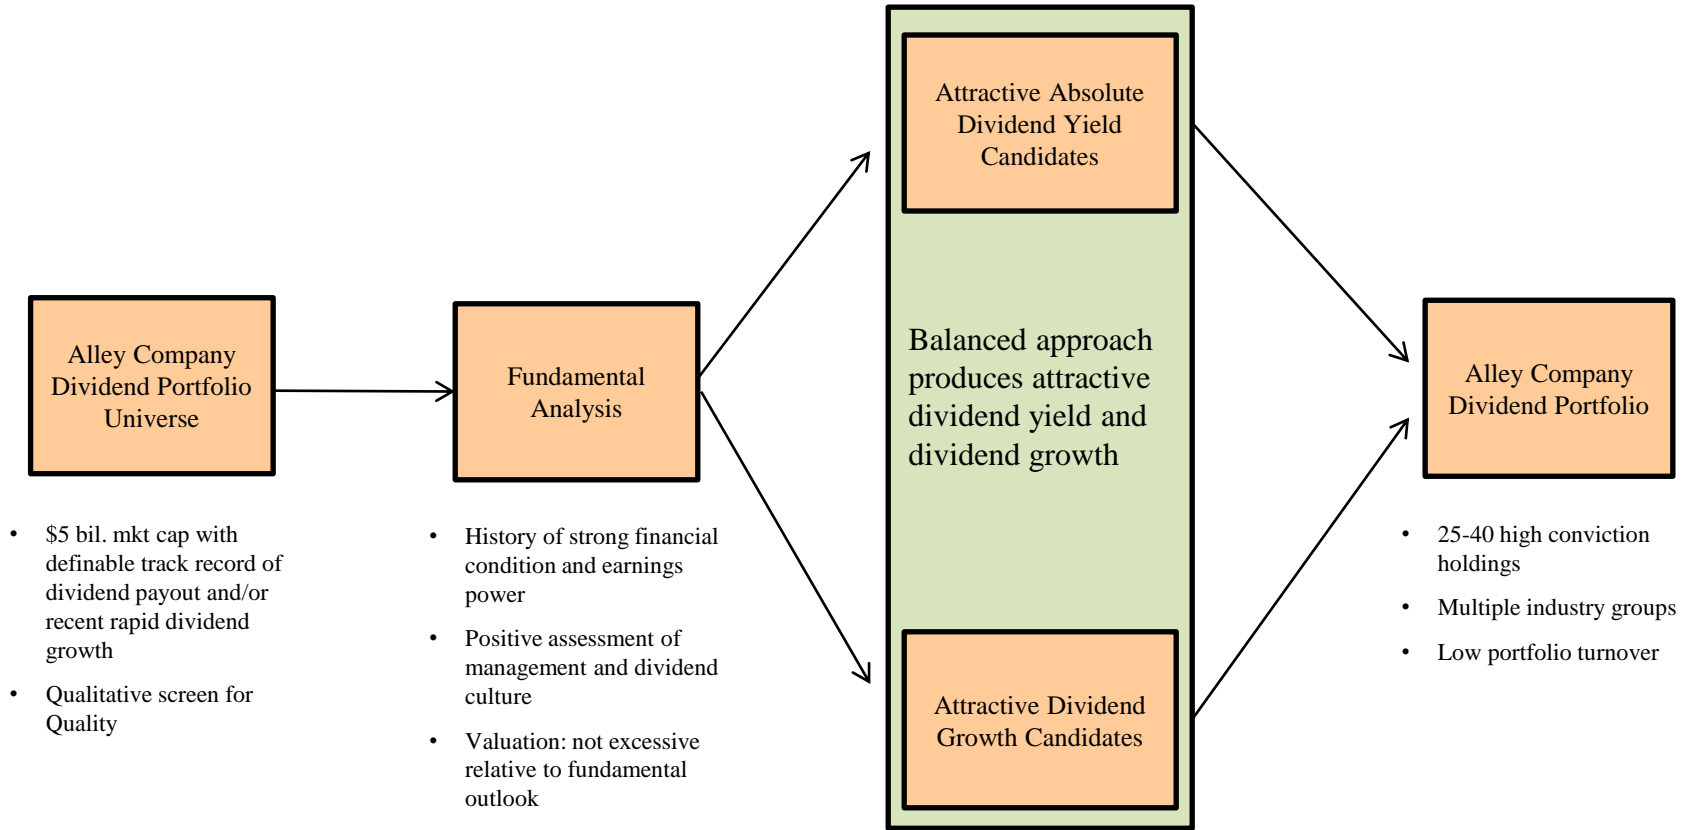 Attractive Absolute
Dividend Yield
Candidates
Alley Company
Dividend Portfolio
Universe
Fundamental
Analysis
Balanced approach
produces attractive
dividend yield and
dividend growth
Alley Company
Dividend Portfolio
• $5 bil. mkt cap with
definable track record of
dividend payout and/or
recent rapid dividend
growth
• Qualitative screen for
Quality
• History of strong financial
condition and earnings
power
• Positive assessment of
management and dividend
culture
• Valuation: not excessive
relative to fundamental
outlook
Attractive Dividend
Growth Candidates
• 25-40 high conviction
holdings
• Multiple industry groups
• Low portfolio turnover